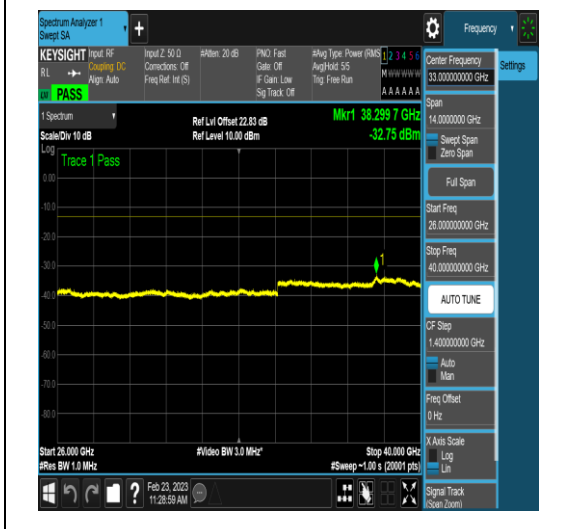 Spectrum Analyzer 1
Swept SA
Frequency
KEYSIGHT
RL
PASS
Input: RF
Coupling: DC
Align: Auto
Input Z: 50 Ω
Corrections: Off
Freq Ref: Int (S)
#Atten: 20 dB
PNO: Fast
Gate: Off
IF Gain: Low
Sig Track: Off
#Avg Type: Power (RMS
Avg|Hold: 5/5
Trig: Free Run
1 2 3 4 5 6
M W W W W W
A A A A A A
1 Spectrum
Scale/Div 10 dB
Ref Lvl Offset 22.83 dB
Ref Level 10.00 dBm
Mkr1 38.299 7 GHz
-32.75 dBm
Log
Trace 1 Pass
0.00
-10.0
-20.0
-30.0
-40.0
-50.0
-60.0
-70.0
-80.0
1
Start 26.000 GHz
#Res BW 1.0 MHz
#Video BW 3.0 MHz*
Stop 40.000 GHz
#Sweep ~1.00 s (20001 pts)
Feb 23, 2023
11:28:59 AM
?
Center Frequency
33.000000000 GHz
Settings
Span
14.0000000 GHz
Swept Span
Zero Span
Full Span
Start Freq
26.000000000 GHz
Stop Freq
40.000000000 GHz
AUTO TUNE
CF Step
1.400000000 GHz
Auto
Man
Freq Offset
0 Hz
X Axis Scale
Log
Lin
Signal Track
(Span Zoom)